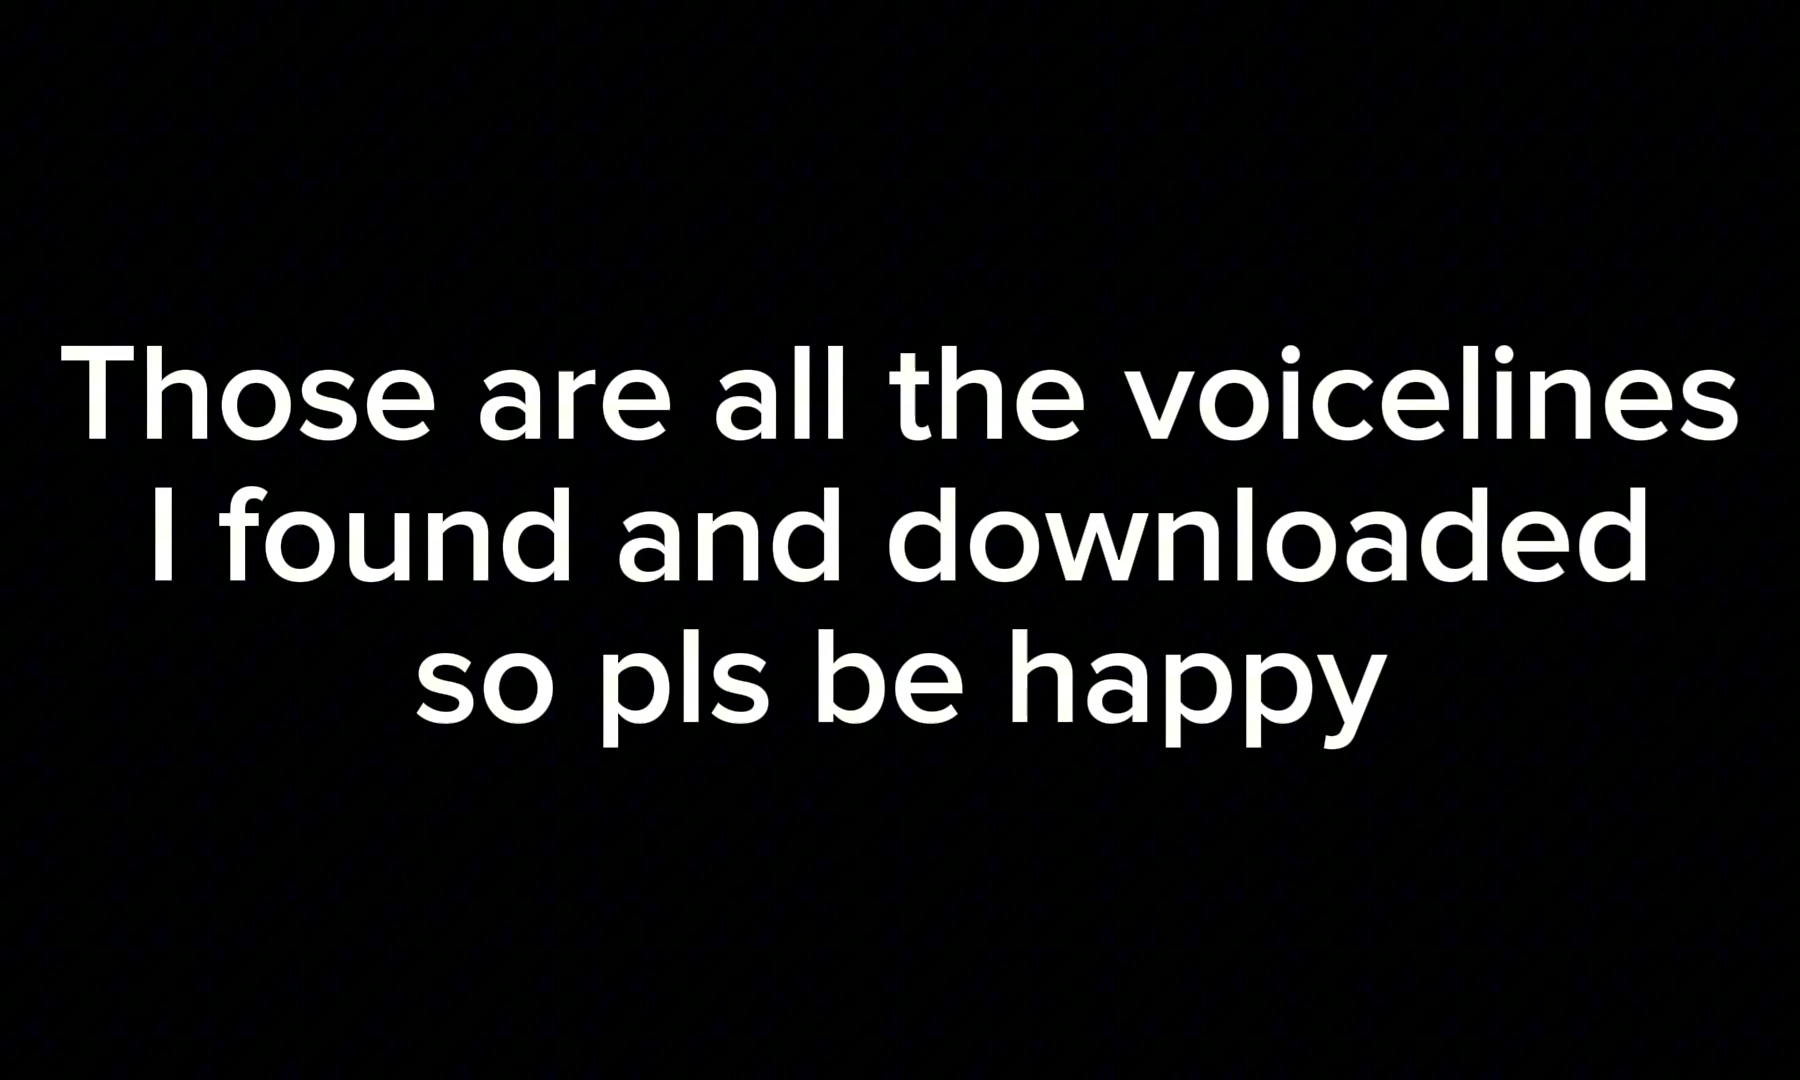 Those are all the voicelines
I found and downloaded
so pls be happy